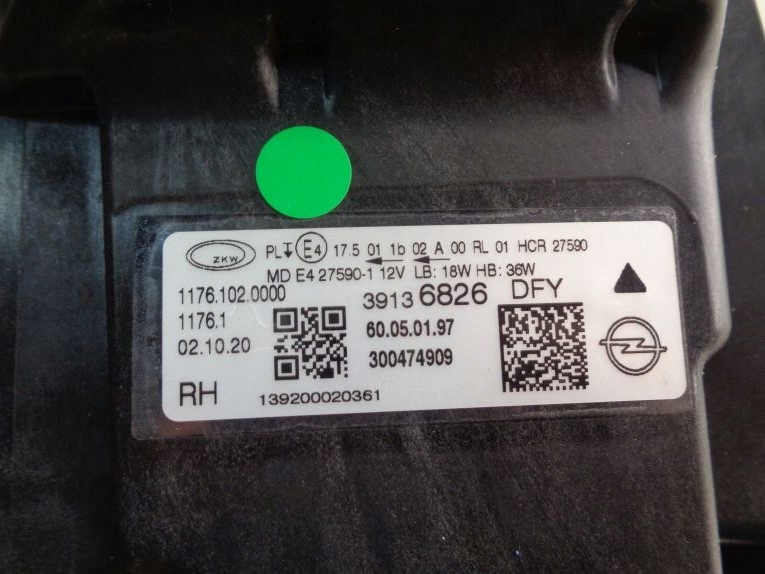 ZKW PL E4 17.5 01 1b 02 A 00 RL 01 HCR 27590
MD E4 27590-1 12V LB: 18W HB: 36W
1176.102.0000 3913 6826 DFY
1176.1 60.05.01.97
02.10.20 300474909
RH 139200020361